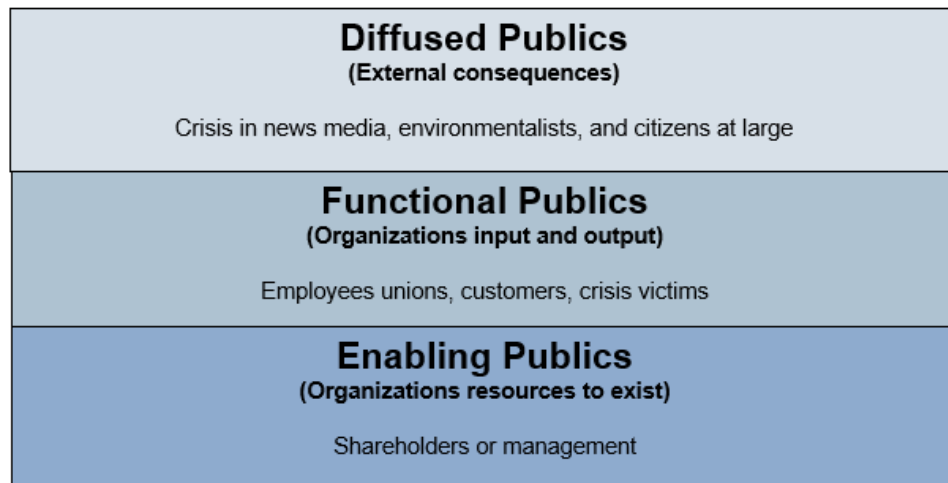 Diffused Publics
(External consequences)
Crisis in news media, environmentalists, and citizens at large
Functional Publics
(Organizations input and output)
Employees unions, customers, crisis victims
Enabling Publics
(Organizations resources to exist)
Shareholders or management